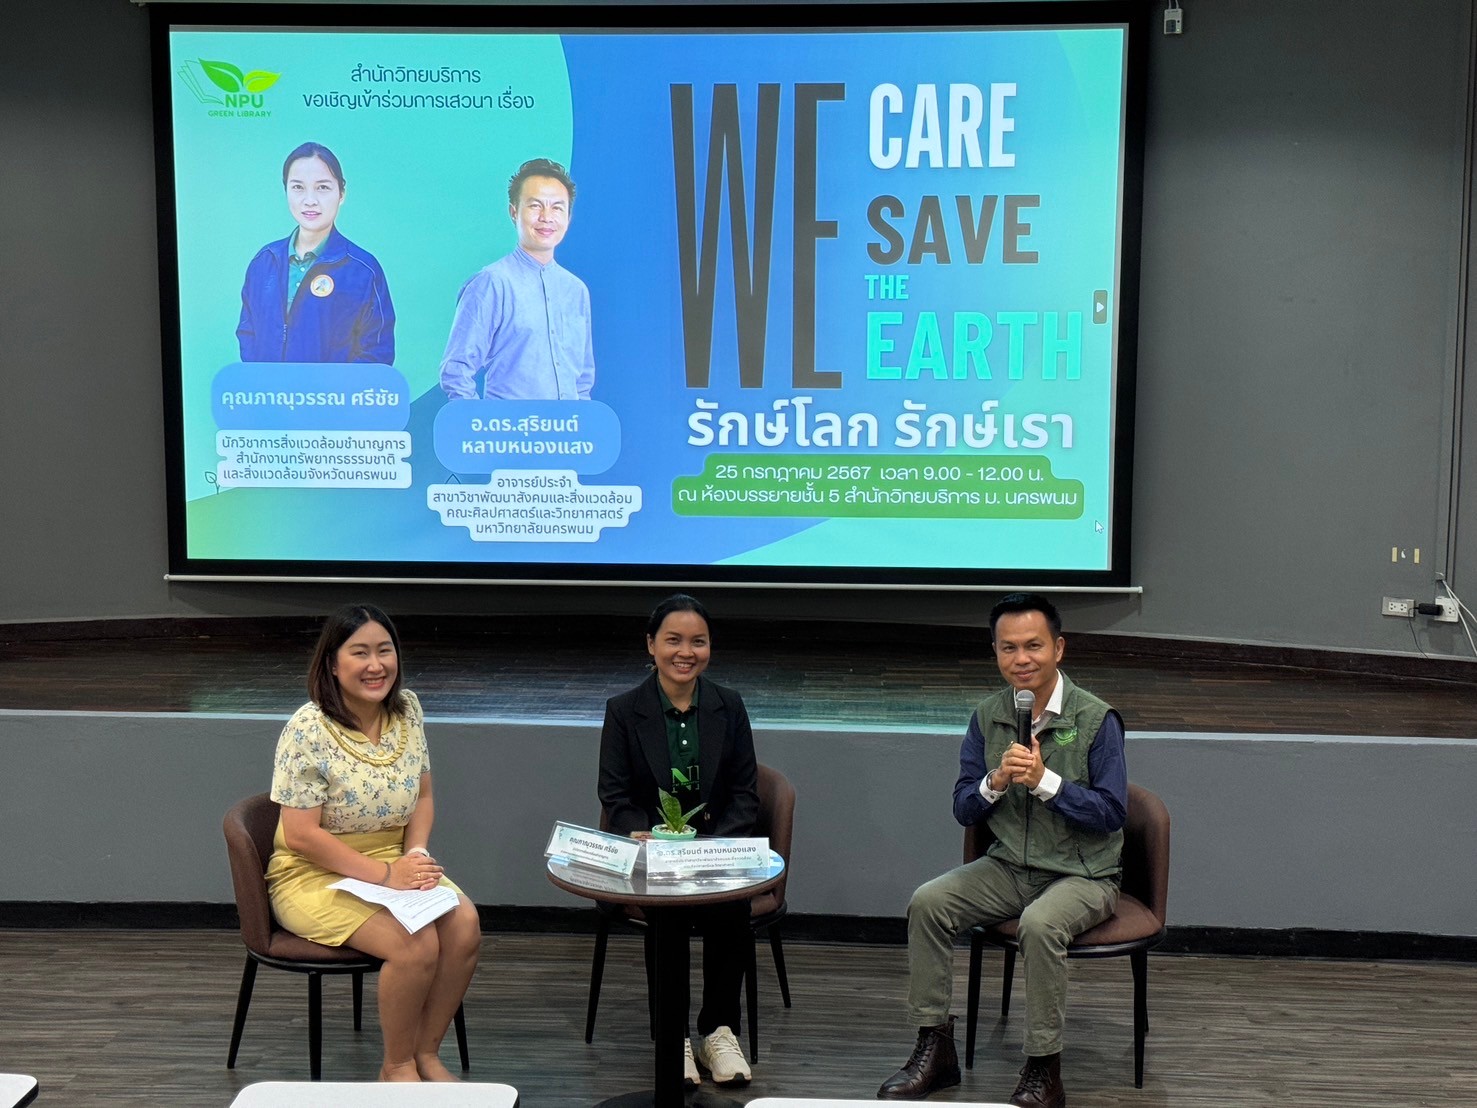 NPU
GREEN LIBRARY
สำนักวิทยบริการ
ขอเชิญเข้าร่วมการเสวนา เรื่อง
WE
CARE
SAVE
THE
EARTH
รักษ์โลก รักษ์เรา
25 กรกฎาคม 2567 เวลา 9.00 - 12.00 น.
ณ ห้องบรรยายชั้น 5 สำนักวิทยบริการ ม. นครพนม
คุณภาณุวรรณ ศรีชัย
นักวิชาการสิ่งแวดล้อมชำนาญการ
สำนักงานทรัพยากรธรรมชาติ
และสิ่งแวดล้อมจังหวัดนครพนม
อ.ดร.สุริยนต์
หลาบหนองแสง
อาจารย์ประจำ
สาขาวิชาพัฒนาสังคมและสิ่งแวดล้อม
คณะศิลปศาสตร์และวิทยาศาสตร์
มหาวิทยาลัยนครพนม
คุณภาณุวรรณ ศรีชัย
อ.ดร.สุริยนต์ หลาบหนองแสง